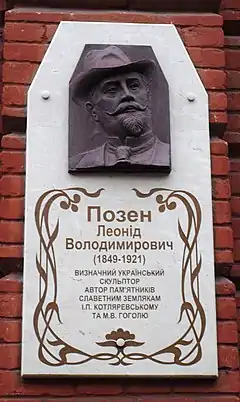 Позен
Леонід
Володимирович
(1849-1921)
ВИЗНАЧНИЙ УКРАЇНСЬКИЙ
СКУЛЬПТОР
АВТОР ПАМ'ЯТНИКІВ
СЛАВЕТНИМ ЗЕМЛЯКАМ
І.П. КОТЛЯРЕВСЬКОМУ
ТА М.В. ГОГОЛЮ